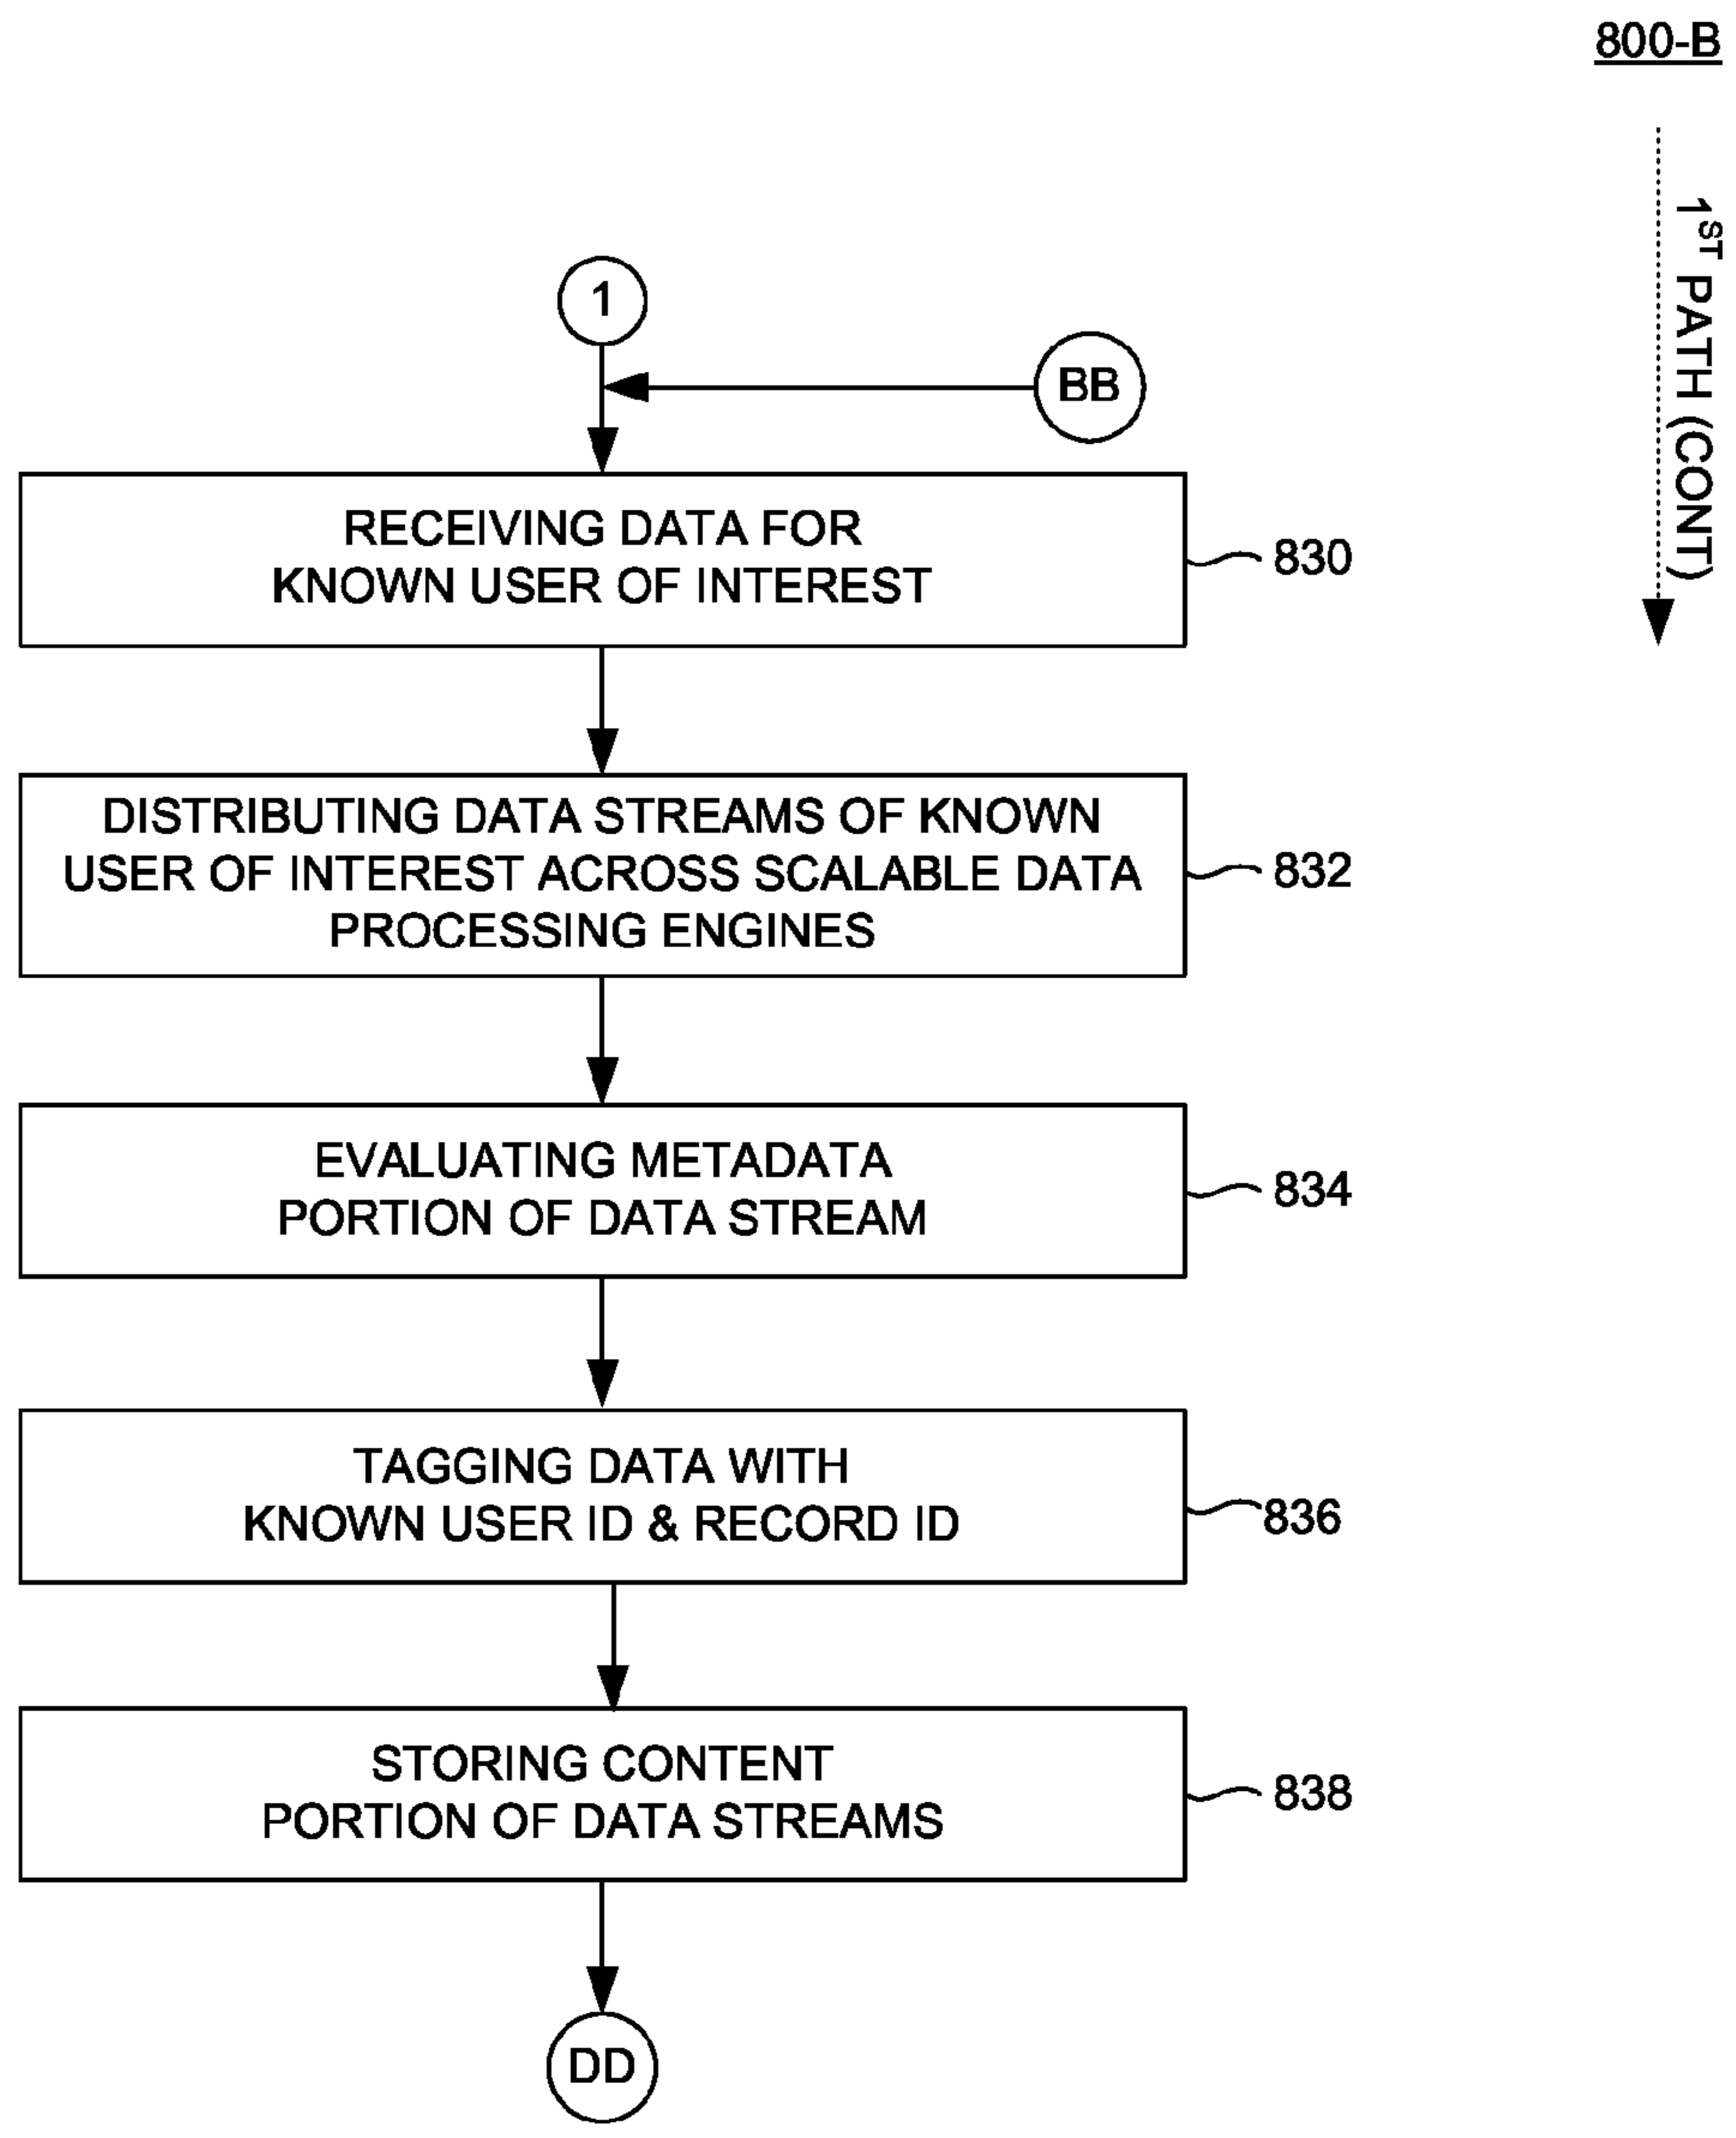 800-B
1ST PATH (CONT)
1
BB
RECEIVING DATA FOR
KNOWN USER OF INTEREST
830
DISTRIBUTING DATA STREAMS OF KNOWN
USER OF INTEREST ACROSS SCALABLE DATA
PROCESSING ENGINES
832
EVALUATING METADATA
PORTION OF DATA STREAM
834
TAGGING DATA WITH
KNOWN USER ID & RECORD ID
836
STORING CONTENT
PORTION OF DATA STREAMS
838
DD